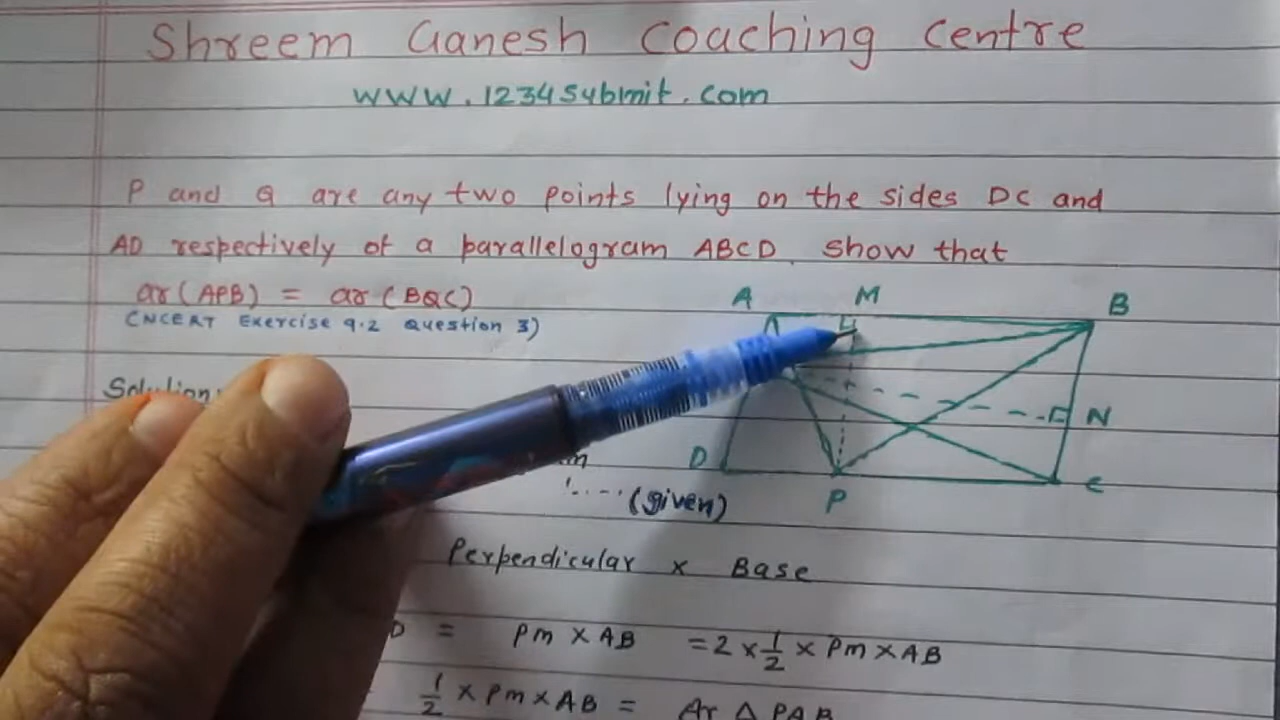 Shreem Ganesh Coaching Centre
www.1234submit.com
P and Q are any two points lying on the sides DC and
AD respectively of a parallelogram ABCD. Show that
ar(APB) = ar(BQC)
(NCERT Exercise 9.2 Question 3)
A M B
Solution:
N
D P C
(given)
Perpendicular × Base
= PM × AB = 2 × 1/2 × PM × AB
1/2 × PM × AB = Ar △ PAB